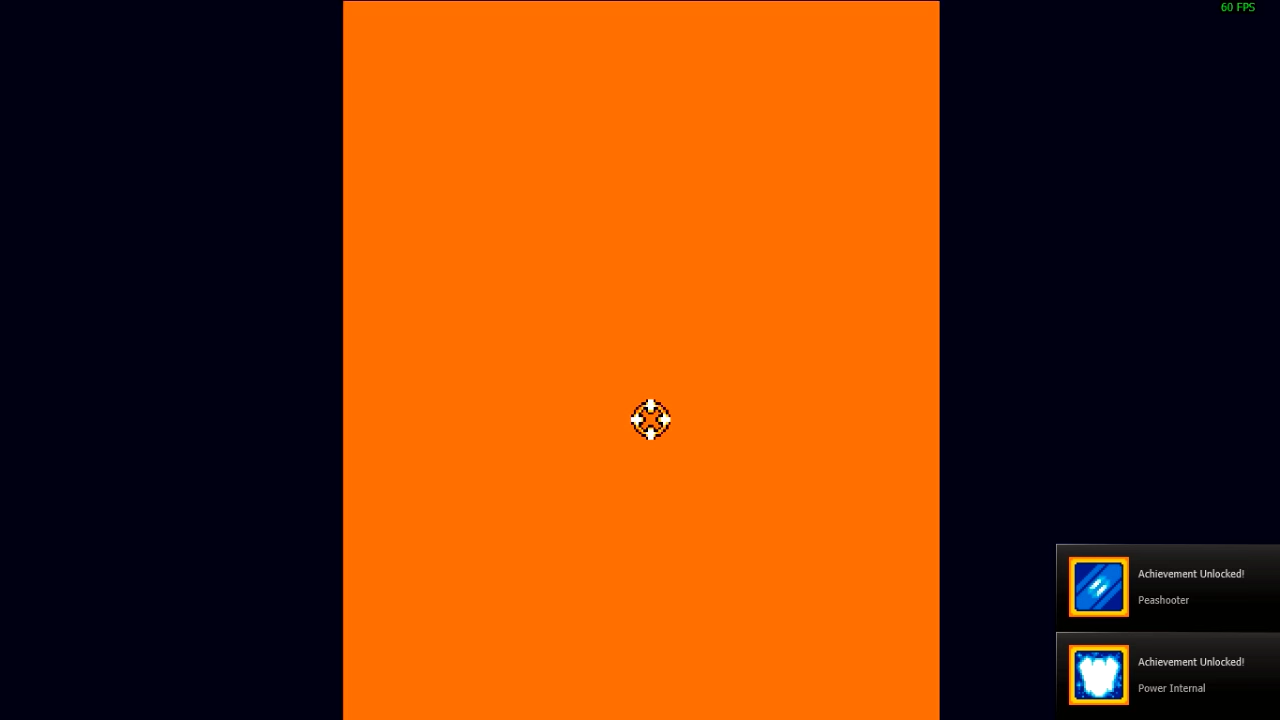 60 FPS
Achievement Unlocked!
Peashooter
Achievement Unlocked!
Power Internal